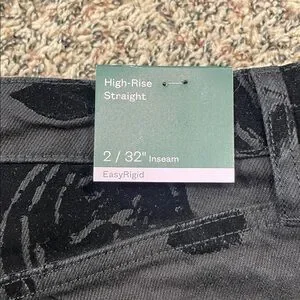 High-Rise
Straight
2 / 32" Inseam
EasyRigid